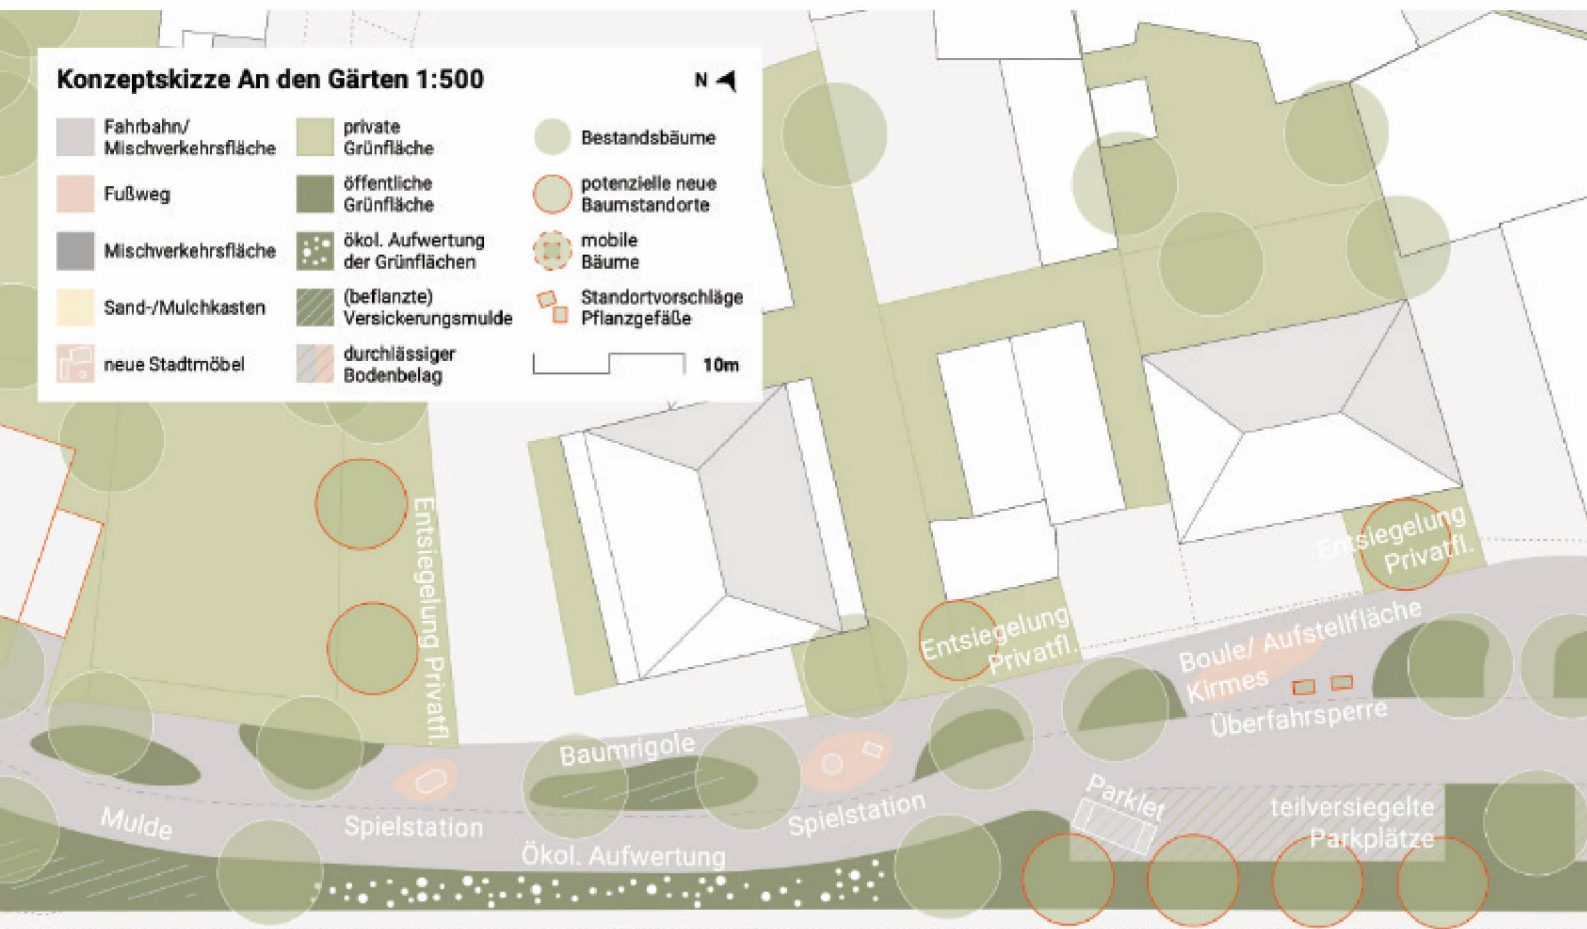 Konzeptskizze An den Gärten 1:500
N
Fahrbahn/
Mischverkehrsfläche
Fußweg
Mischverkehrsfläche
Sand-/Mulchkasten
neue Stadtmöbel
private
Grünfläche
öffentliche
Grünfläche
ökol. Aufwertung
der Grünflächen
(beflanzte)
Versickerungsmulde
durchlässiger
Bodenbelag
Bestandsbäume
potenzielle neue
Baumstandorte
mobile
Bäume
Standortvorschläge
Pflanzgefäße
10m
Entsiegelung Privatfl.
Entsiegelung
Privatfl.
Entsiegelung
Privatfl.
Boule/ Aufstellfläche
Kirmes
Überfahrsperre
Baumrigole
Mulde
Spielstation
Spielstation
Parklet
teilversiegelte
Parkplätze
Ökol. Aufwertung